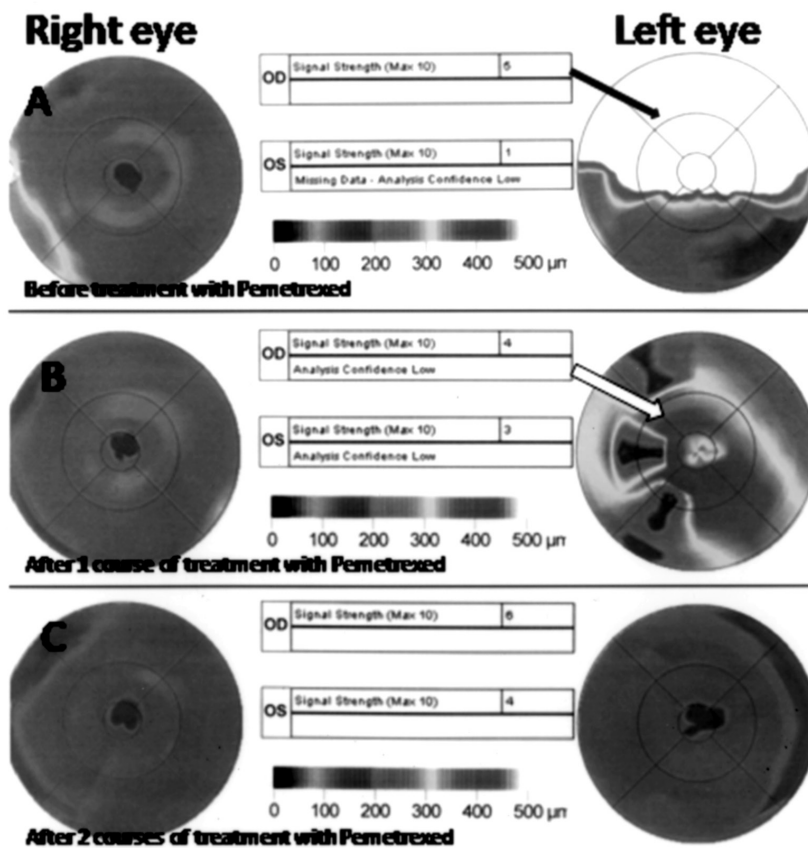 Right eye
Left eye
A
OD Signal Strength (Max 10) 6
OS Signal Strength (Max 10) 1
Missing Data - Analysis Confidence Low
0 100 200 300 400 500 µm
Before treatment with Pemetrexed
B
OD Signal Strength (Max 10) 4
Analysis Confidence Low
OS Signal Strength (Max 10) 3
Analysis Confidence Low
0 100 200 300 400 500 µm
After 1 course of treatment with Pemetrexed
C
OD Signal Strength (Max 10) 6
OS Signal Strength (Max 10) 4
0 100 200 300 400 500 µm
After 2 courses of treatment with Pemetrexed